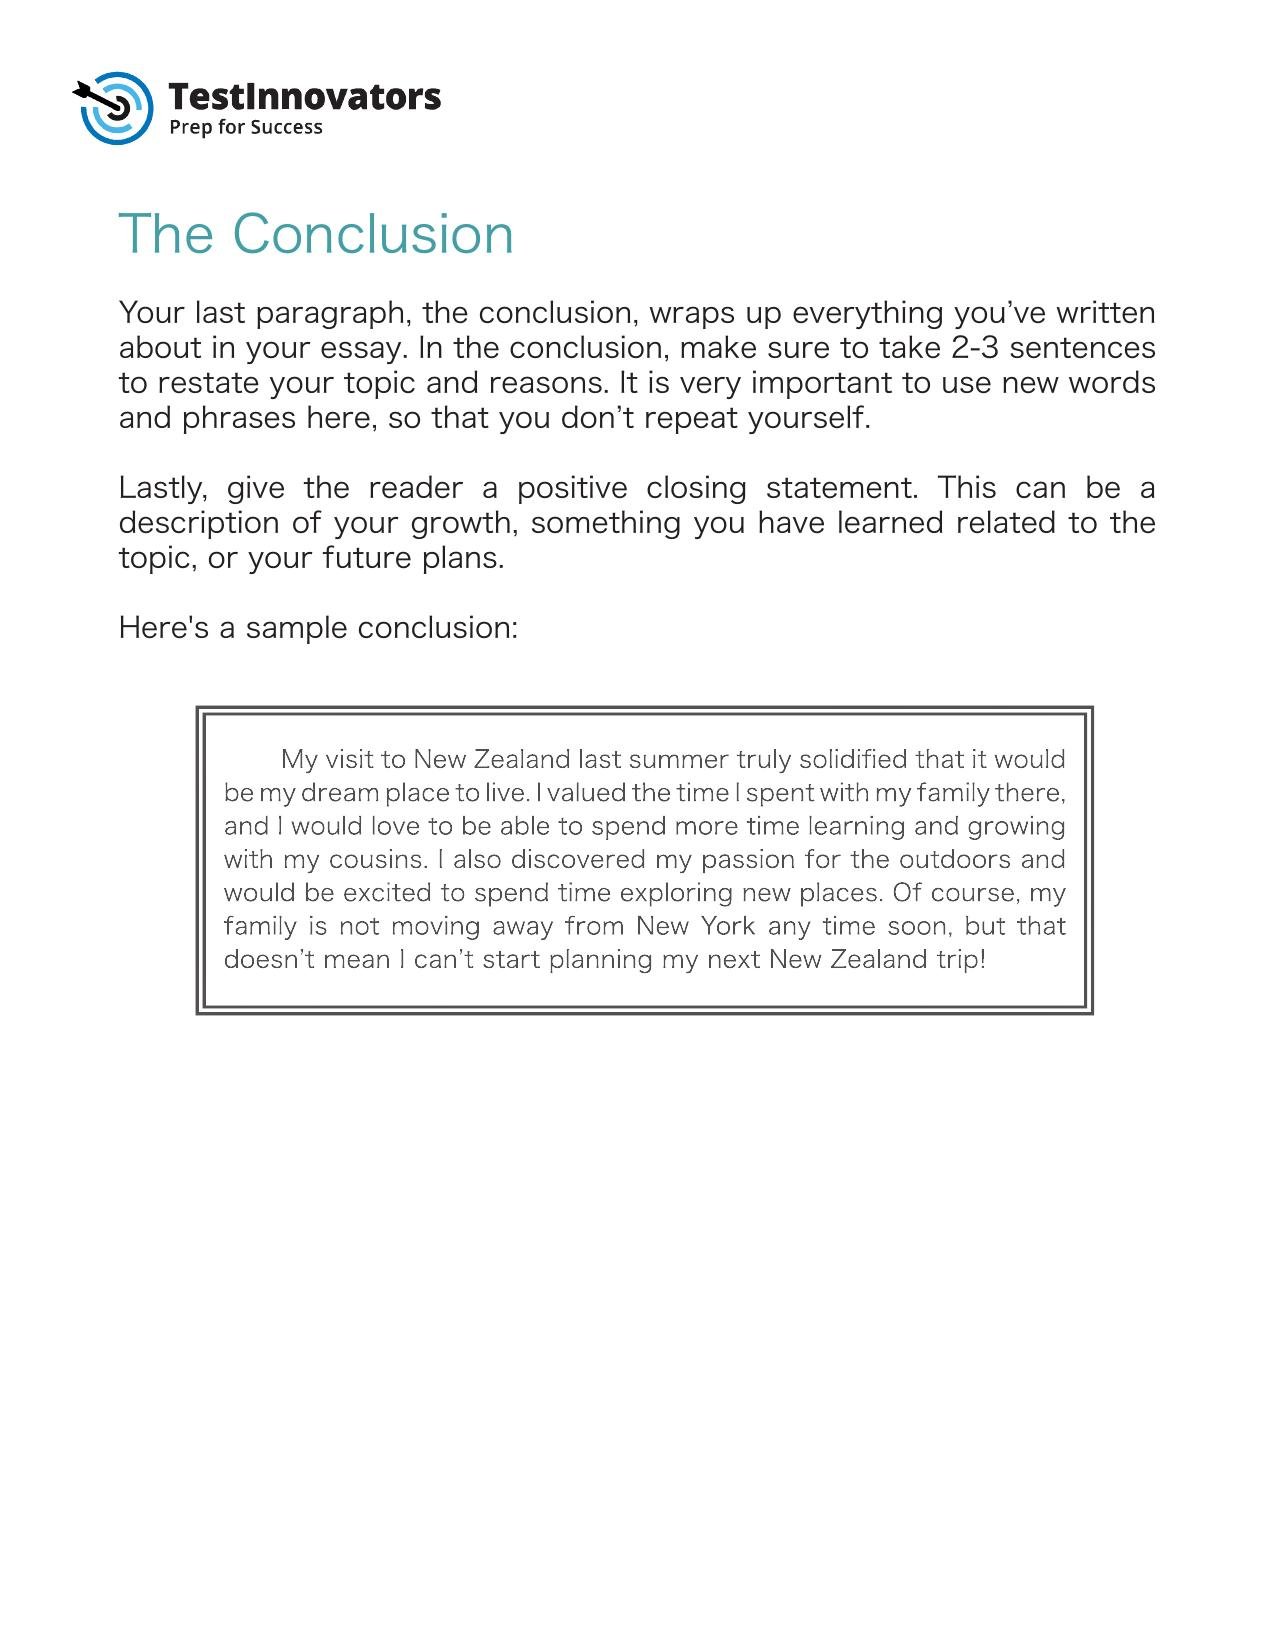 TestInnovators
Prep for Success
The Conclusion
Your last paragraph, the conclusion, wraps up everything you’ve written
about in your essay. In the conclusion, make sure to take 2-3 sentences
to restate your topic and reasons. It is very important to use new words
and phrases here, so that you don’t repeat yourself.
Lastly, give the reader a positive closing statement. This can be a
description of your growth, something you have learned related to the
topic, or your future plans.
Here's a sample conclusion:
My visit to New Zealand last summer truly solidified that it would
be my dream place to live. I valued the time I spent with my family there,
and I would love to be able to spend more time learning and growing
with my cousins. I also discovered my passion for the outdoors and
would be excited to spend time exploring new places. Of course, my
family is not moving away from New York any time soon, but that
doesn’t mean I can’t start planning my next New Zealand trip!